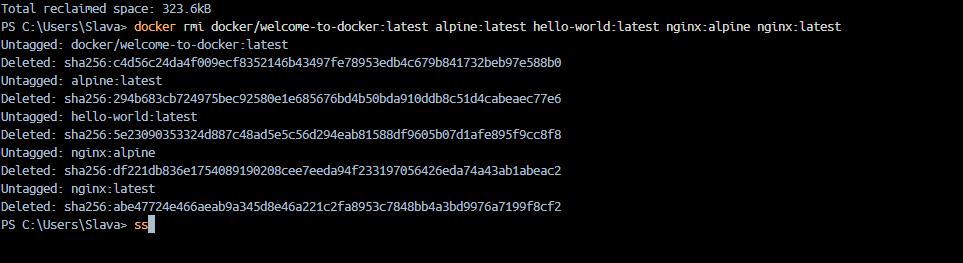 Total reclaimed space: 323.6kB
PS C:\Users\Slava> docker rmi docker/welcome-to-docker:latest alpine:latest hello-world:latest nginx:alpine nginx:latest
Untagged: docker/welcome-to-docker:latest
Deleted: sha256:c4d56c24da4f009ecf8352146b43497fe78953edb4c679b841732beb97e588b0
Untagged: alpine:latest
Deleted: sha256:294b683cb724975bec92580e1e685676bd4b50bda910ddb8c51d4cabeaec77e6
Untagged: hello-world:latest
Deleted: sha256:5e23090353324d887c48ad5e5c56d294eab81588df9605b07d1afe895f9cc8f8
Untagged: nginx:alpine
Deleted: sha256:df221db836e1754089190208cee7eeda94f233197056426eda74a43ab1abeac2
Untagged: nginx:latest
Deleted: sha256:abe47724e466aeab9a345d8e46a221c2fa8953c7848bb4a3bd9976a7199f8cf2
PS C:\Users\Slava> ss